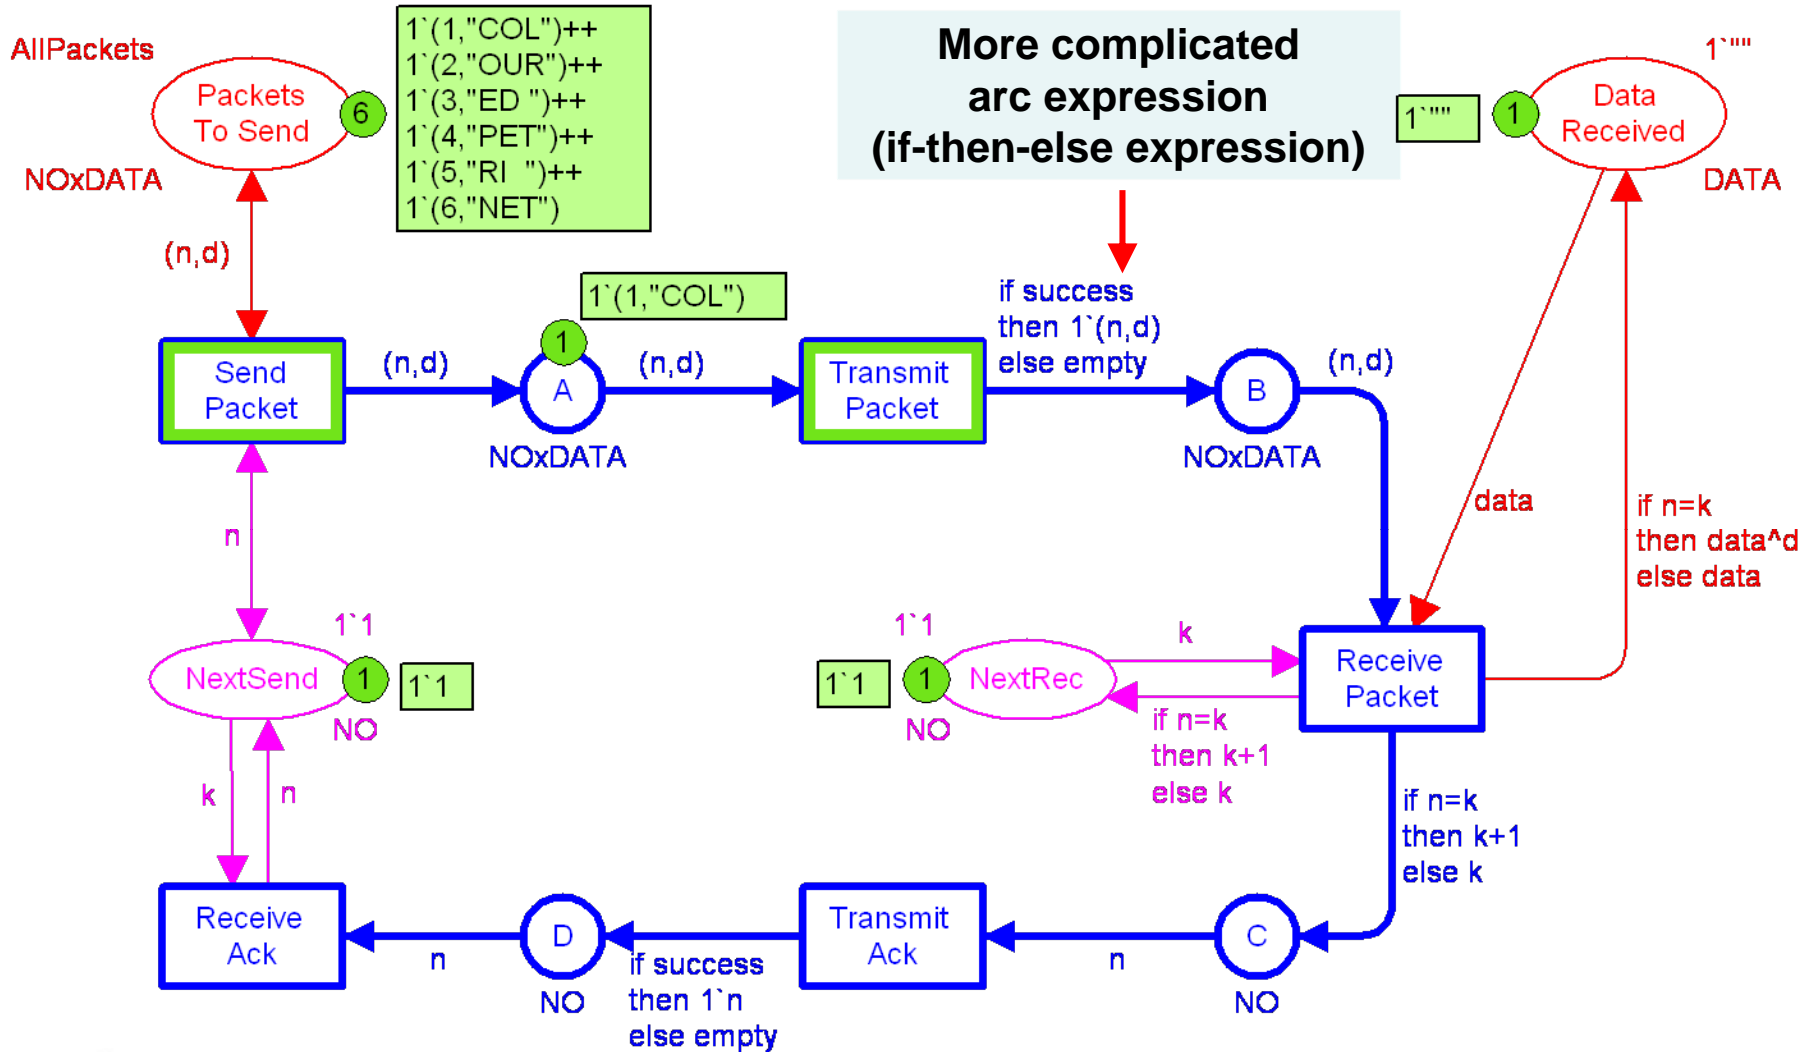 AllPackets
Packets
To Send
6
1`(1,"COL")++
1`(2,"OUR")++
1`(3,"ED ")++
1`(4,"PET")++
1`(5,"RI  ")++
1`(6,"NET")
NOxDATA
More complicated
arc expression
(if-then-else expression)
1`""
1`""
1
Data
Received
DATA
(n,d)
1`(1,"COL")
1
if success
then 1`(n,d)
else empty
Send
Packet
(n,d)
A
NOxDATA
(n,d)
Transmit
Packet
B
NOxDATA
(n,d)
data
if n=k
then data^d
else data
n
1`1
NextSend
1
1`1
NO
1`1
1`1
1
NextRec
NO
k
if n=k
then k+1
else k
Receive
Packet
k
n
if n=k
then k+1
else k
Receive
Ack
n
D
NO
if success
then 1`n
else empty
Transmit
Ack
n
C
NO